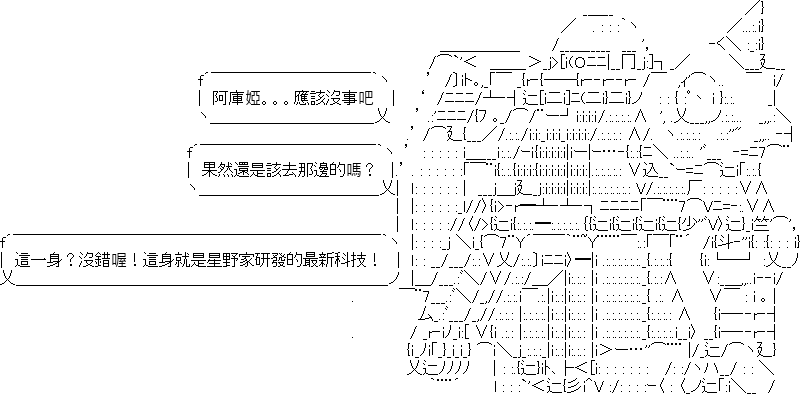 阿庫婭。。。應該沒事吧
果然還是該去那邊的嗎？
這一身？沒錯喔！這身就是星野家研發的最新科技！